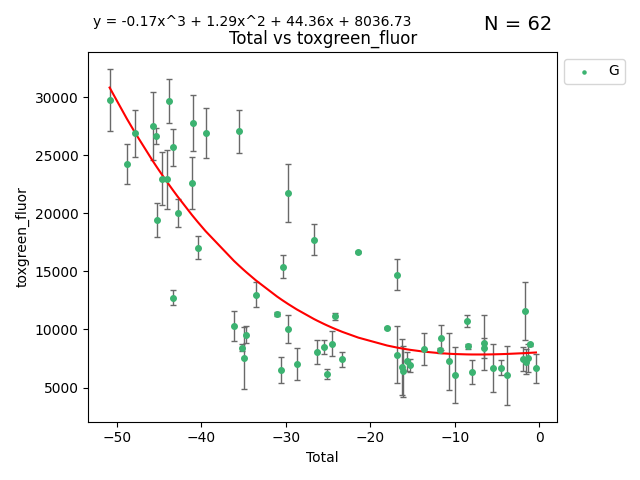 y = -0.17x^3 + 1.29x^2 + 44.36x + 8036.73
N = 62
Total vs toxgreen_fluor
G
30000
25000
20000
15000
10000
5000
toxgreen_fluor
−50 −40 −30 −20 −10 0
Total